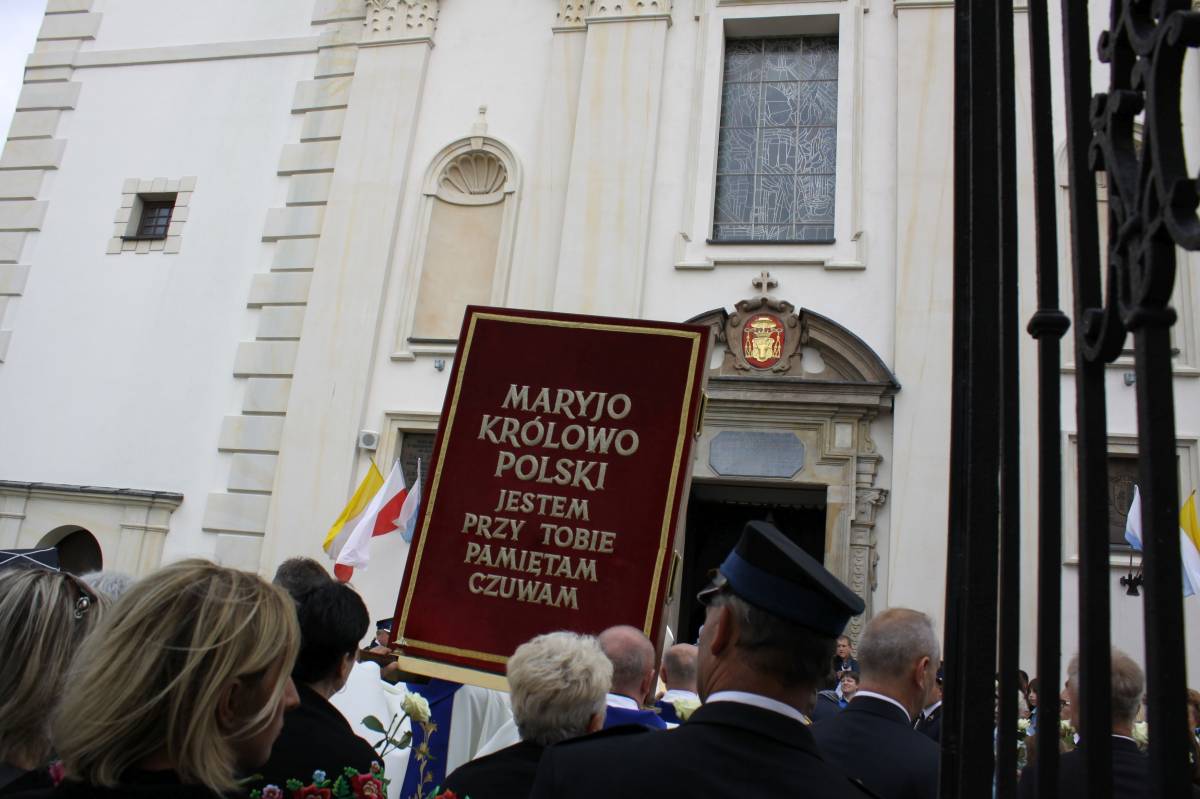 MARYJO
KRÓLOWO
POLSKI
JESTEM
PRZY TOBIE
PAMIĘTAM
CZUWAM